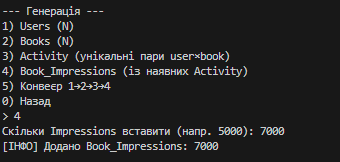 --- Генерація ---
1) Users (N)
2) Books (N)
3) Activity (унікальні пари user×book)
4) Book_Impressions (із наявних Activity)
5) Конвеєр 1→2→3→4
0) Назад
> 4
Скільки Impressions вставити (напр. 5000): 7000
[ІНФО] Додано Book_Impressions: 7000